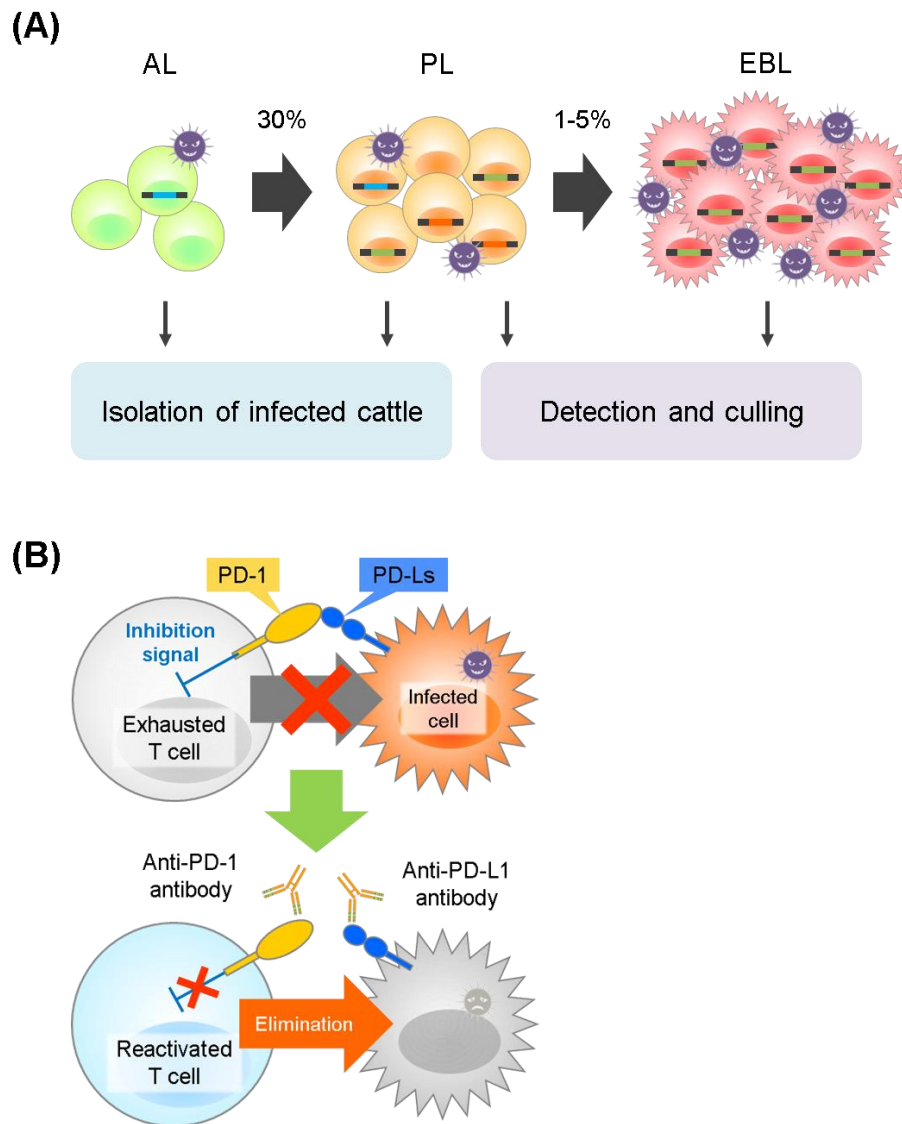 (A)
AL
PL
EBL
30%
1-5%
Isolation of infected cattle
Detection and culling
(B)
PD-1
PD-Ls
Inhibition
signal
Exhausted
T cell
Infected
cell
Anti-PD-1
antibody
Anti-PD-L1
antibody
Elimination
Reactivated
T cell